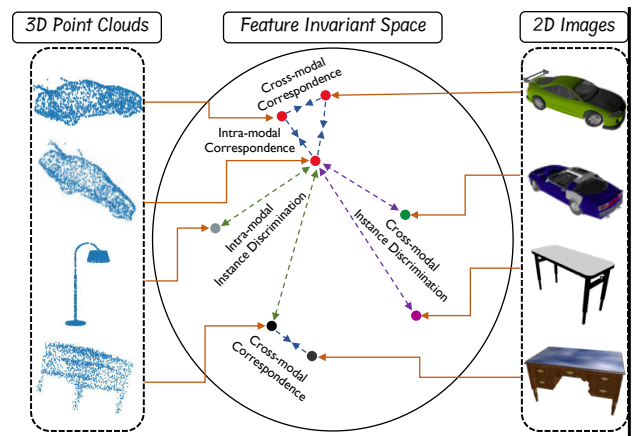 3D Point Clouds
Feature Invariant Space
2D Images
Cross-modal
Correspondence
Intra-modal
Correspondence
Intra-modal
Instance Discrimination
Cross-modal
Instance Discrimination
Cross-modal
Correspondence